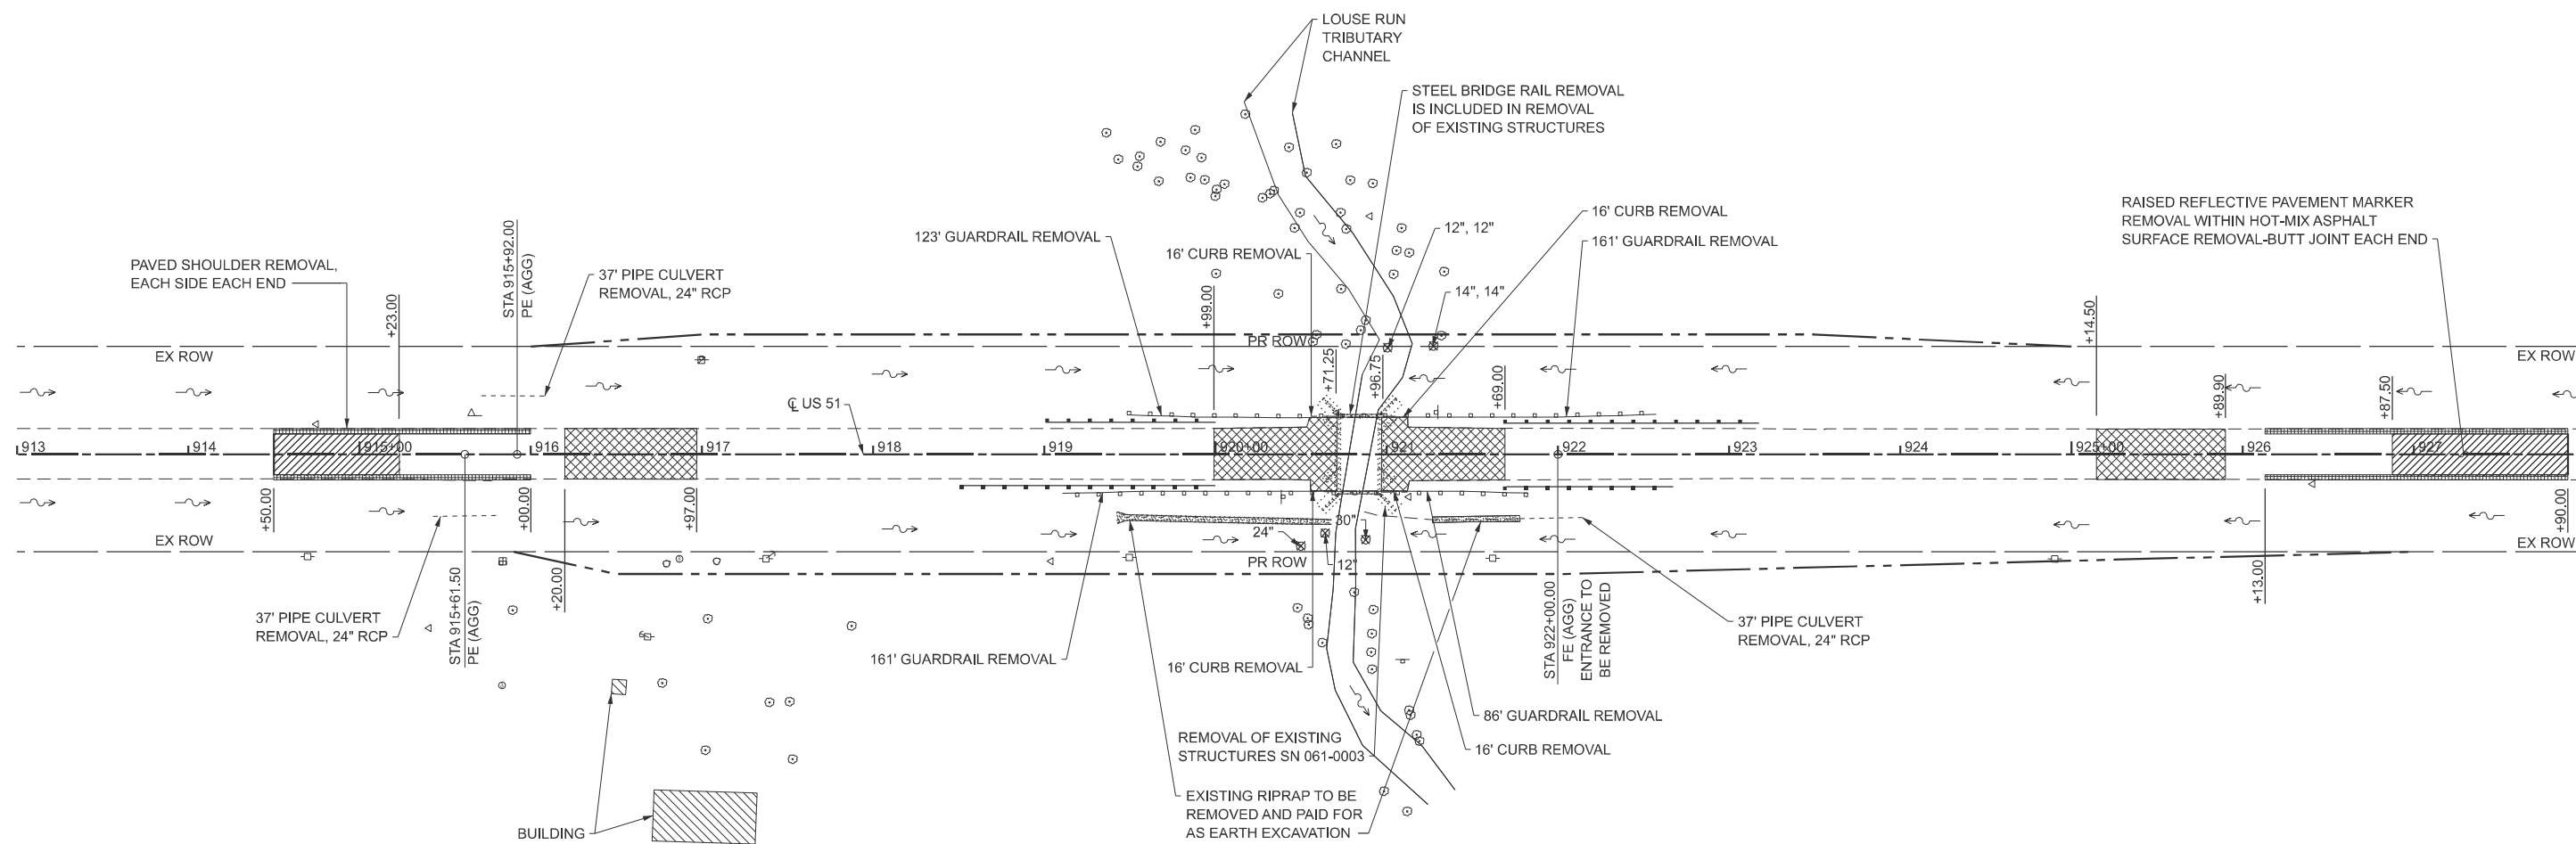 LOUSE RUN
TRIBUTARY
CHANNEL
STEEL BRIDGE RAIL REMOVAL
IS INCLUDED IN REMOVAL
OF EXISTING STRUCTURES
16' CURB REMOVAL
12", 12"
161' GUARDRAIL REMOVAL
123' GUARDRAIL REMOVAL
16' CURB REMOVAL
14", 14"
RAISED REFLECTIVE PAVEMENT MARKER
REMOVAL WITHIN HOT-MIX ASPHALT
SURFACE REMOVAL-BUTT JOINT EACH END
PAVED SHOULDER REMOVAL,
EACH SIDE EACH END
+23.00
STA 915+92.00
PE (AGG)
37' PIPE CULVERT
REMOVAL, 24" RCP
+99.00
+71.25
+96.75
+69.00
+14.50
+89.90
+87.50
EX ROW
PR ROW
EX ROW
℄ US 51
913
914
915+00
916
917
918
919
920+00
921
922
923
924
925+00
926
927
+50.00
+00.00
+97.00
+20.00
24"
30"
12"
EX ROW
PR ROW
EX ROW
+13.00
+90.00
37' PIPE CULVERT
REMOVAL, 24" RCP
STA 915+61.50
PE (AGG)
161' GUARDRAIL REMOVAL
16' CURB REMOVAL
STA 922+00.00
FE (AGG)
ENTRANCE TO
BE REMOVED
37' PIPE CULVERT
REMOVAL, 24" RCP
86' GUARDRAIL REMOVAL
16' CURB REMOVAL
REMOVAL OF EXISTING
STRUCTURES SN 061-0003
EXISTING RIPRAP TO BE
REMOVED AND PAID FOR
AS EARTH EXCAVATION
BUILDING